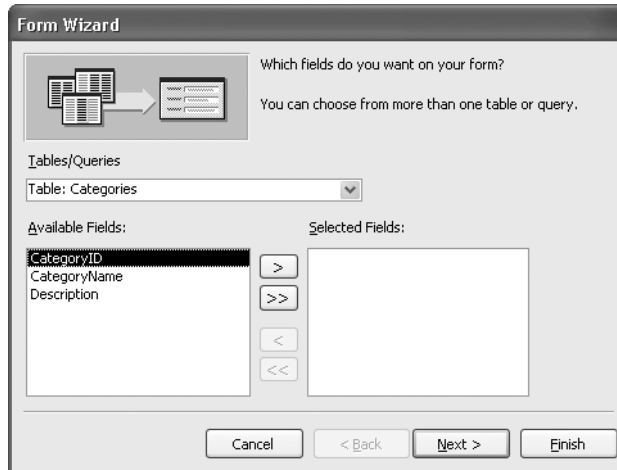 Form Wizard
Which fields do you want on your form?
You can choose from more than one table or query.
Tables/Queries
Table: Categories
Available Fields:
Selected Fields:
CategoryID
CategoryName
Description
>
>>
<
<<
Cancel
< Back
Next >
Finish